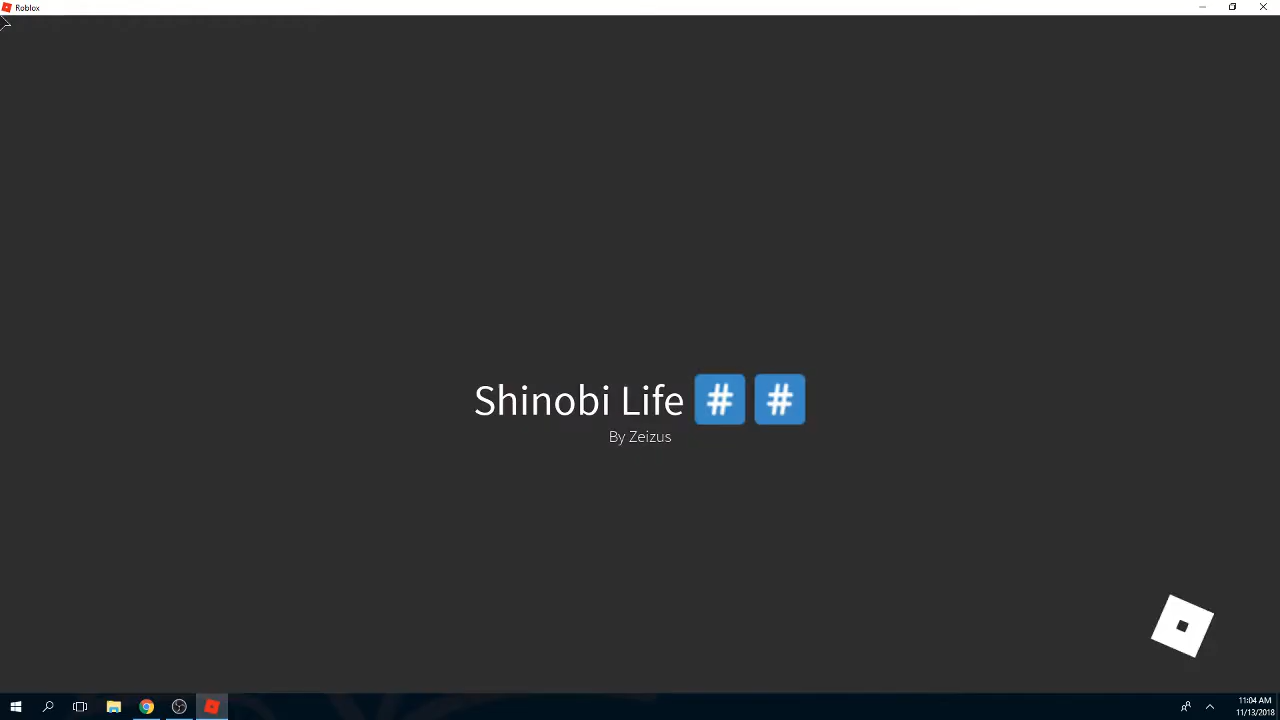 Roblox
Shinobi Life #️⃣ #️⃣
By Zeizus
11:04 AM
11/13/2018